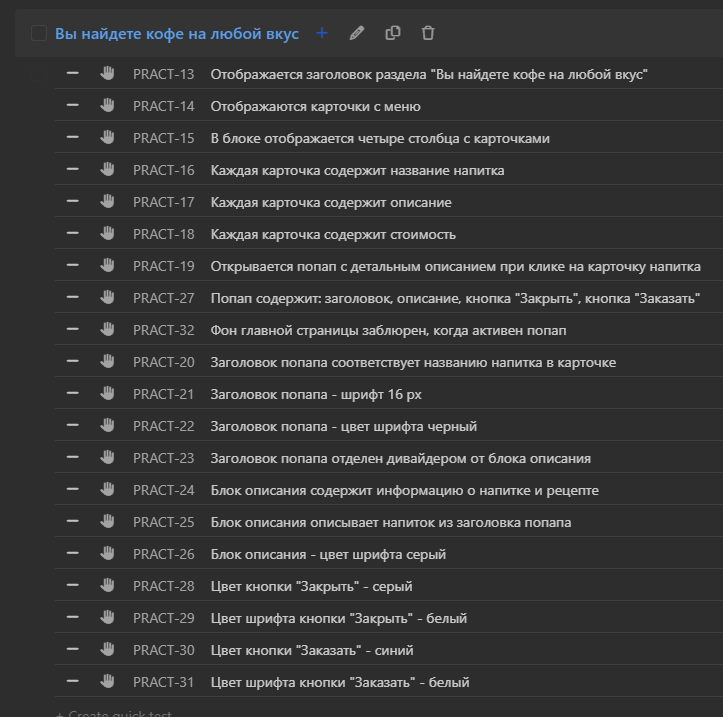 Вы найдете кофе на любой вкус
PRACT-13 Отображается заголовок раздела "Вы найдете кофе на любой вкус"
PRACT-14 Отображаются карточки с меню
PRACT-15 В блоке отображается четыре столбца с карточками
PRACT-16 Каждая карточка содержит название напитка
PRACT-17 Каждая карточка содержит описание
PRACT-18 Каждая карточка содержит стоимость
PRACT-19 Открывается попап с детальным описанием при клике на карточку напитка
PRACT-27 Попап содержит: заголовок, описание, кнопка "Закрыть", кнопка "Заказать"
PRACT-32 Фон главной страницы заблюрен, когда активен попап
PRACT-20 Заголовок попапа соответствует названию напитка в карточке
PRACT-21 Заголовок попапа - шрифт 16 px
PRACT-22 Заголовок попапа - цвет шрифта черный
PRACT-23 Заголовок попапа отделен дивайдером от блока описания
PRACT-24 Блок описания содержит информацию о напитке и рецепте
PRACT-25 Блок описания описывает напиток из заголовка попапа
PRACT-26 Блок описания - цвет шрифта серый
PRACT-28 Цвет кнопки "Закрыть" - серый
PRACT-29 Цвет шрифта кнопки "Закрыть" - белый
PRACT-30 Цвет кнопки "Заказать" - синий
PRACT-31 Цвет шрифта кнопки "Заказать" - белый
+ Create quick test